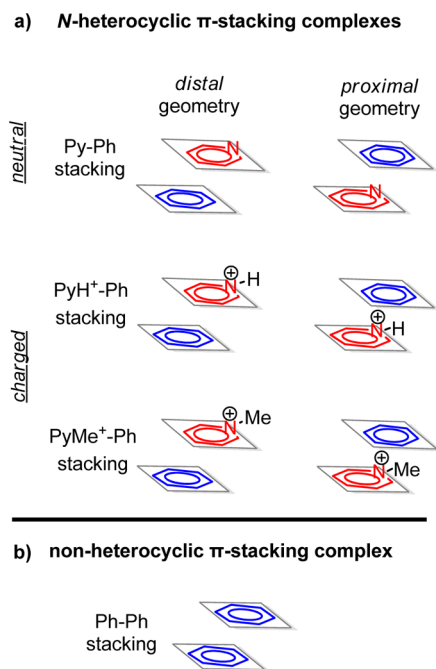 a) N-heterocyclic π-stacking complexes
distal
geometry
proximal
geometry
neutral
Py-Ph
stacking
N
N
charged
PyH⁺-Ph
stacking
⊕
N-H
⊕
N-H
PyMe⁺-Ph
stacking
⊕
N-Me
⊕
N-Me
b) non-heterocyclic π-stacking complex
Ph-Ph
stacking